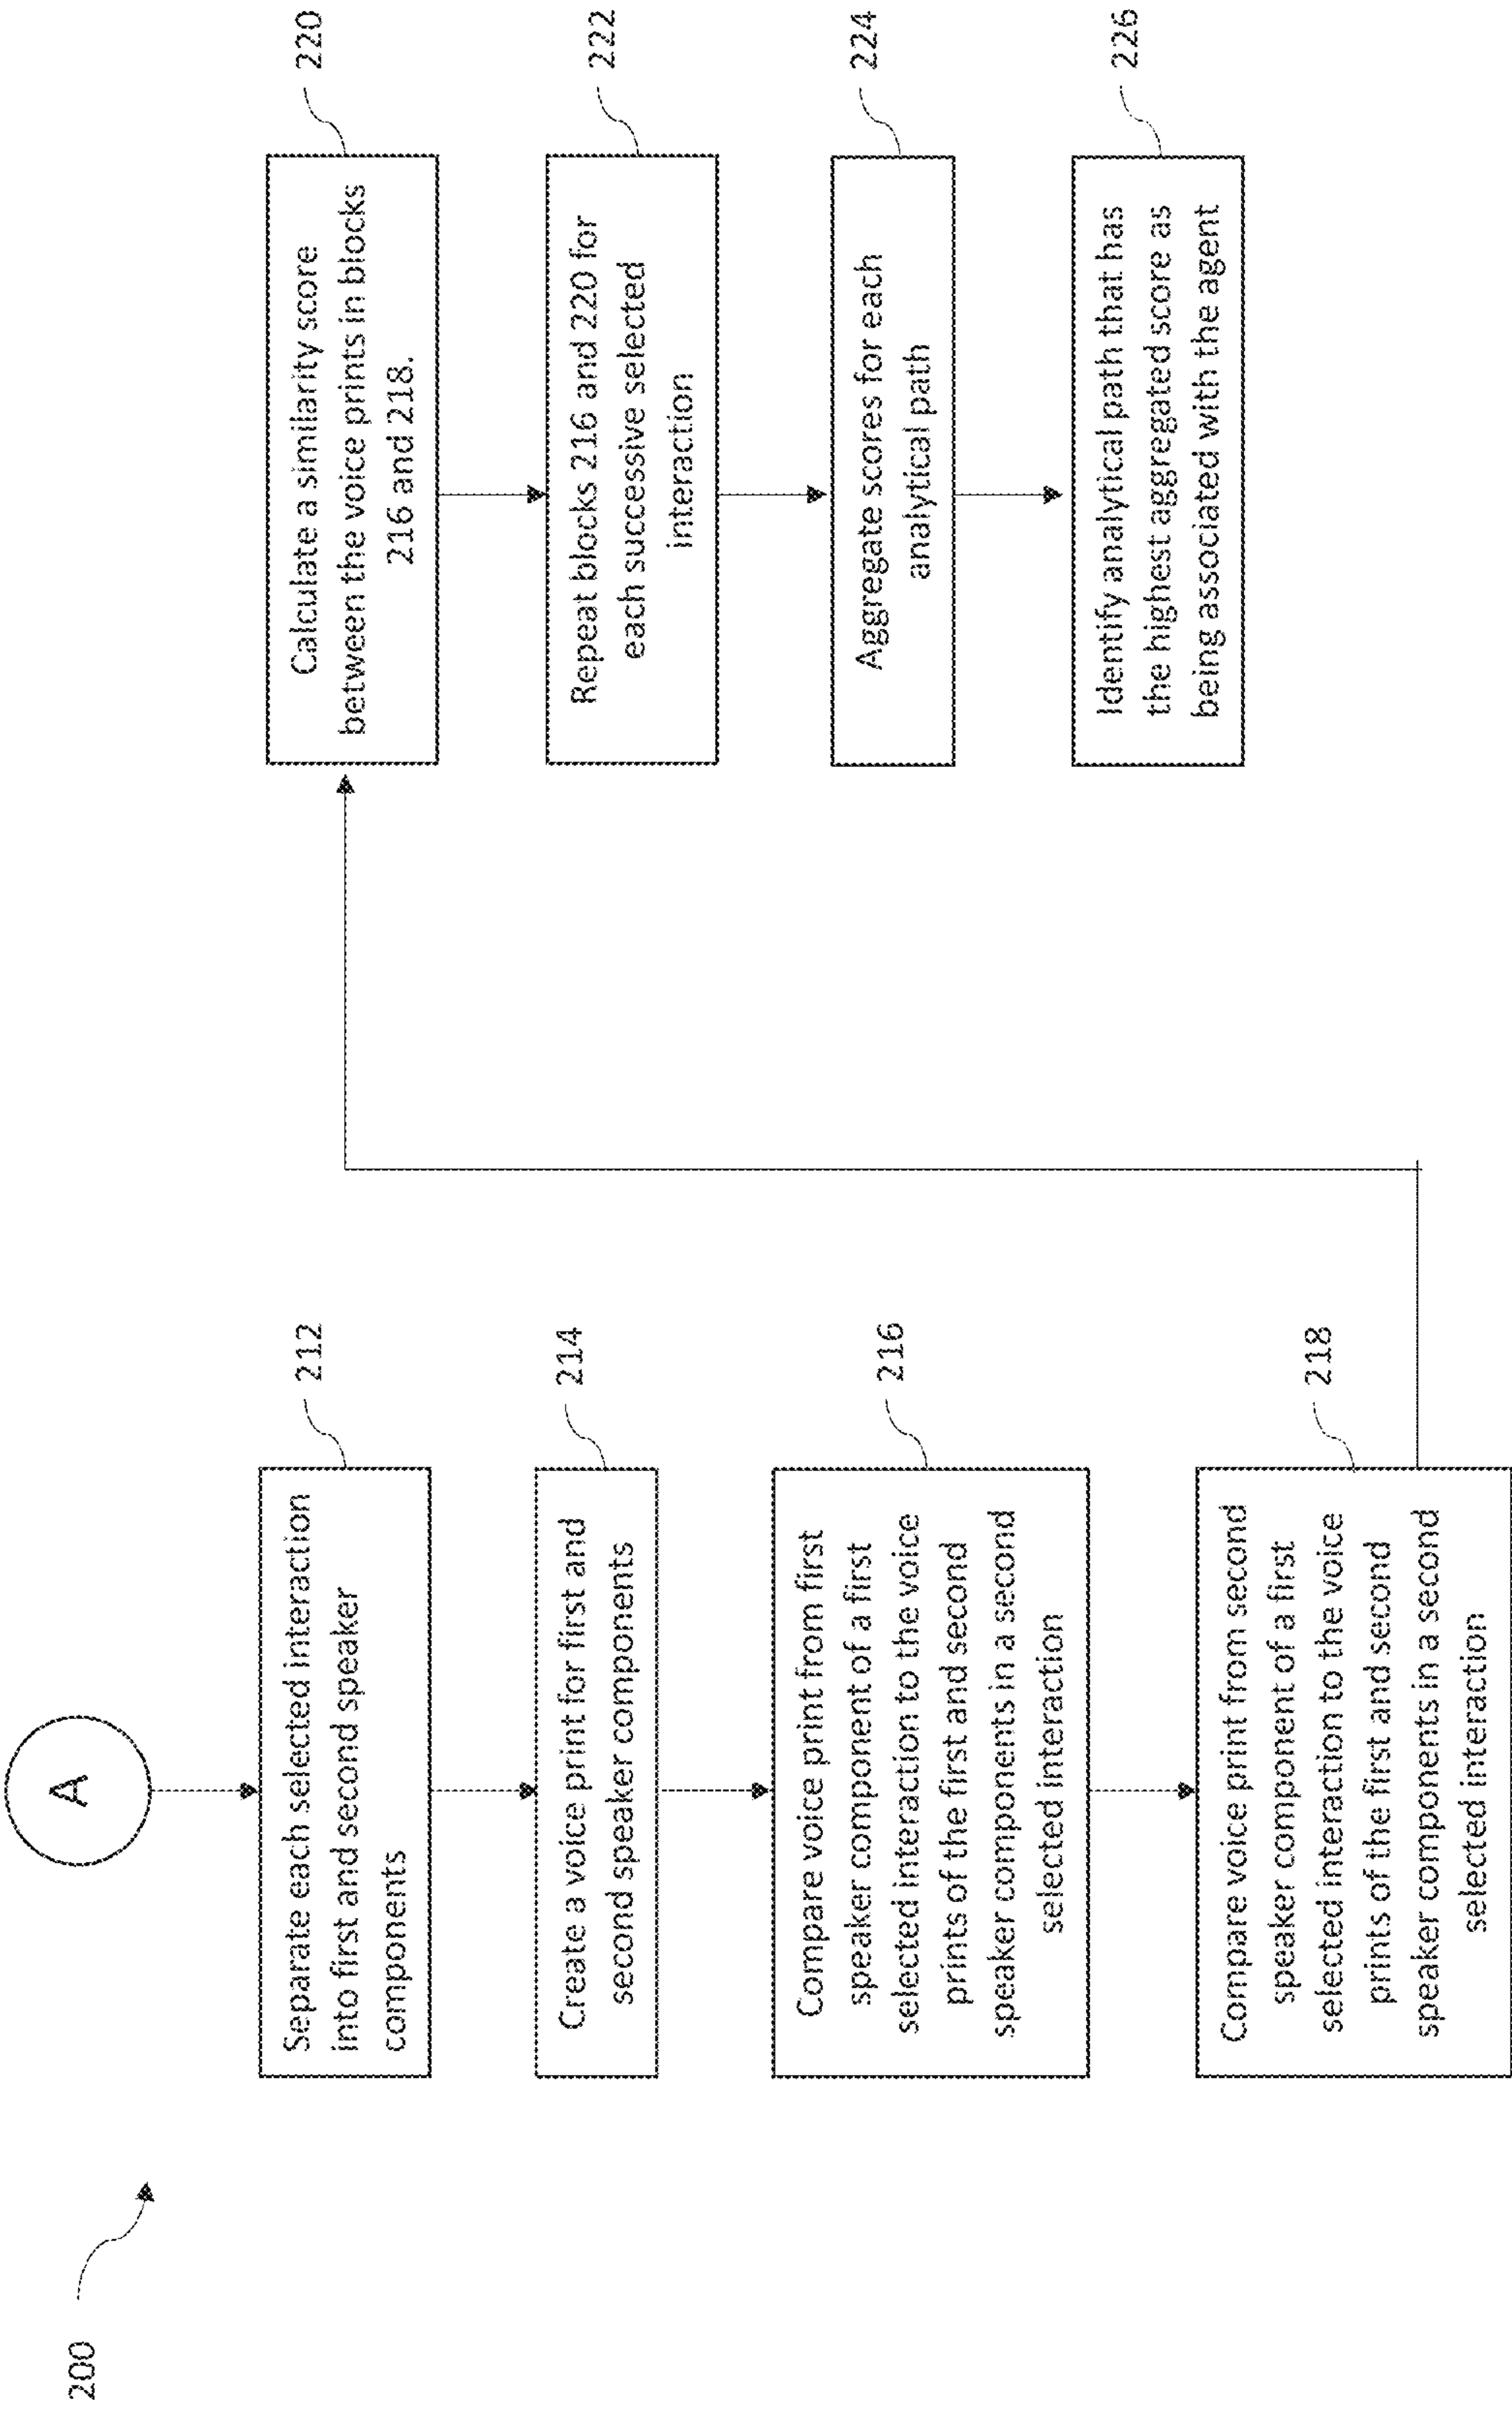 200
A
Separate each selected interaction
into first and second speaker
components
212
Create a voice print for first and
second speaker components
214
Compare voice print from first
speaker component of a first
selected interaction to the voice
prints of the first and second
speaker components in a second
selected interaction
216
Compare voice print from second
speaker component of a first
selected interaction to the voice
prints of the first and second
speaker components in a second
selected interaction
218
Calculate a similarity score
between the voice prints in blocks
216 and 218.
220
Repeat blocks 216 and 220 for
each successive selected
interaction
222
Aggregate scores for each
analytical path
224
Identify analytical path that has
the highest aggregated score as
being associated with the agent
226